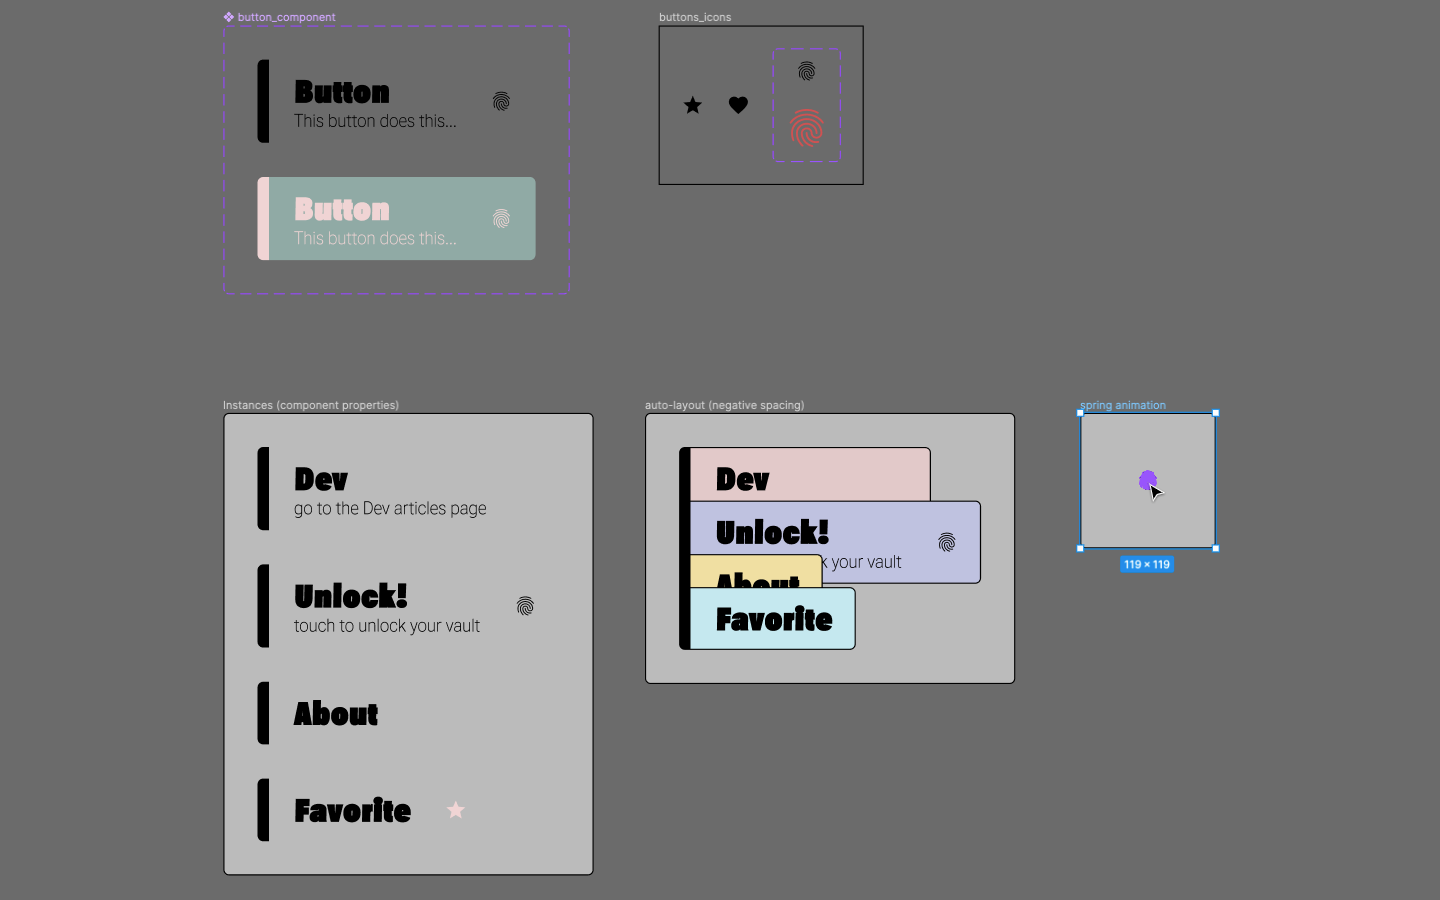 button_component
Button
This button does this...
Button
This button does this...
buttons_icons
Instances (component properties)
Dev
go to the Dev articles page
Unlock!
touch to unlock your vault
About
Favorite
auto-layout (negative spacing)
Dev
Unlock!
your vault
About
Favorite
spring animation
119 × 119